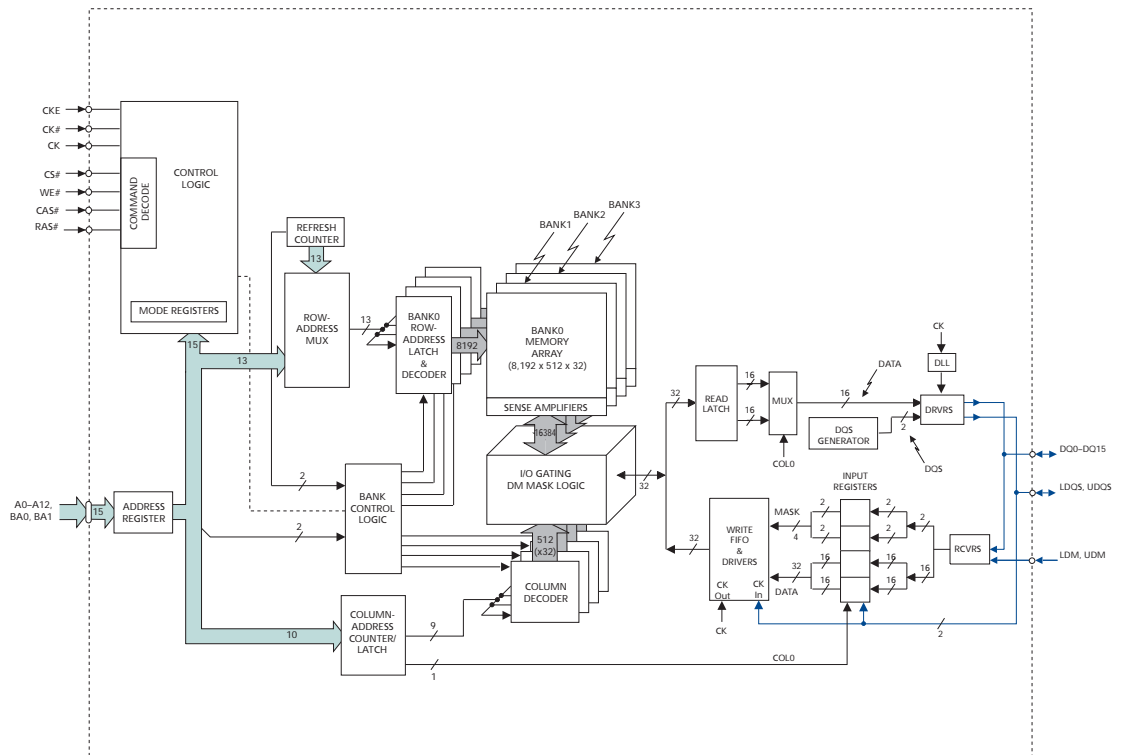 CKE
CK#
CK
CS#
WE#
CAS#
RAS#
COMMAND
DECODE
CONTROL
LOGIC
MODE REGISTERS
15
REFRESH
COUNTER
13
13
ROW-
ADDRESS
MUX
13
BANK0
ROW-
ADDRESS
LATCH
&
DECODER
8192
BANK1
BANK2
BANK3
BANK0
MEMORY
ARRAY
(8,192 x 512 x 32)
SENSE AMPLIFIERS
16384
I/O GATING
DM MASK LOGIC
32
512
(x32)
COLUMN
DECODER
A0–A12,
BA0, BA1
15
ADDRESS
REGISTER
2
2
BANK
CONTROL
LOGIC
10
COLUMN-
ADDRESS
COUNTER/
LATCH
9
1
COL0
32
READ
LATCH
16
16
MUX
COL0
16
DATA
DQS
GENERATOR
2
DQS
CK
DLL
DRVRS
DQ0–DQ15
LDQS, UDQS
LDM, UDM
INPUT
REGISTERS
32
WRITE
FIFO
&
DRIVERS
CK
Out
CK
In
CK
MASK
4
32
DATA
2
2
16
16
2
2
16
16
2
16
RCVRS
2